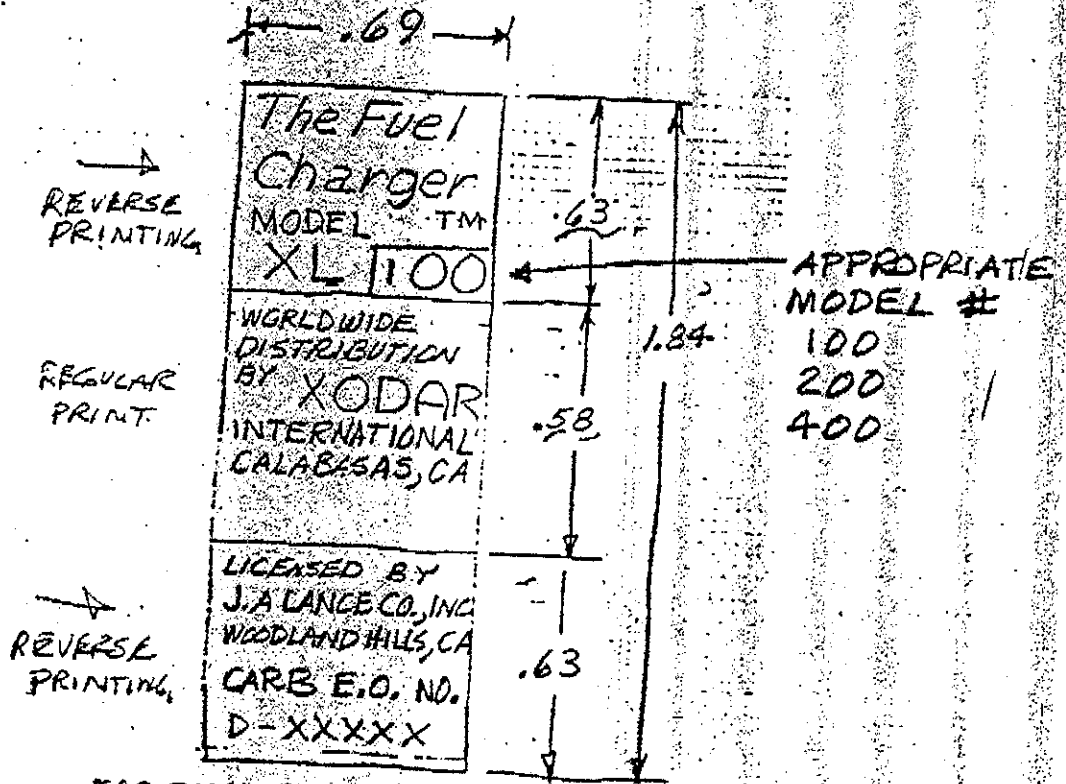 .69
The Fuel
Charger
MODEL TM
XL 100
REVERSE
PRINTING
.63
1.84
APPROPRIATE
MODEL #
100
200
400
WORLDWIDE
DISTRIBUTION
BY XODAR
INTERNATIONAL
CALABASAS, CA
REGULAR
PRINT.
.58
LICENSED BY
J.A LANCE CO., INC
WOODLAND HILLS, CA
CARB E.O. NO.
D-XXXXX
REVERSE
PRINTING
.63